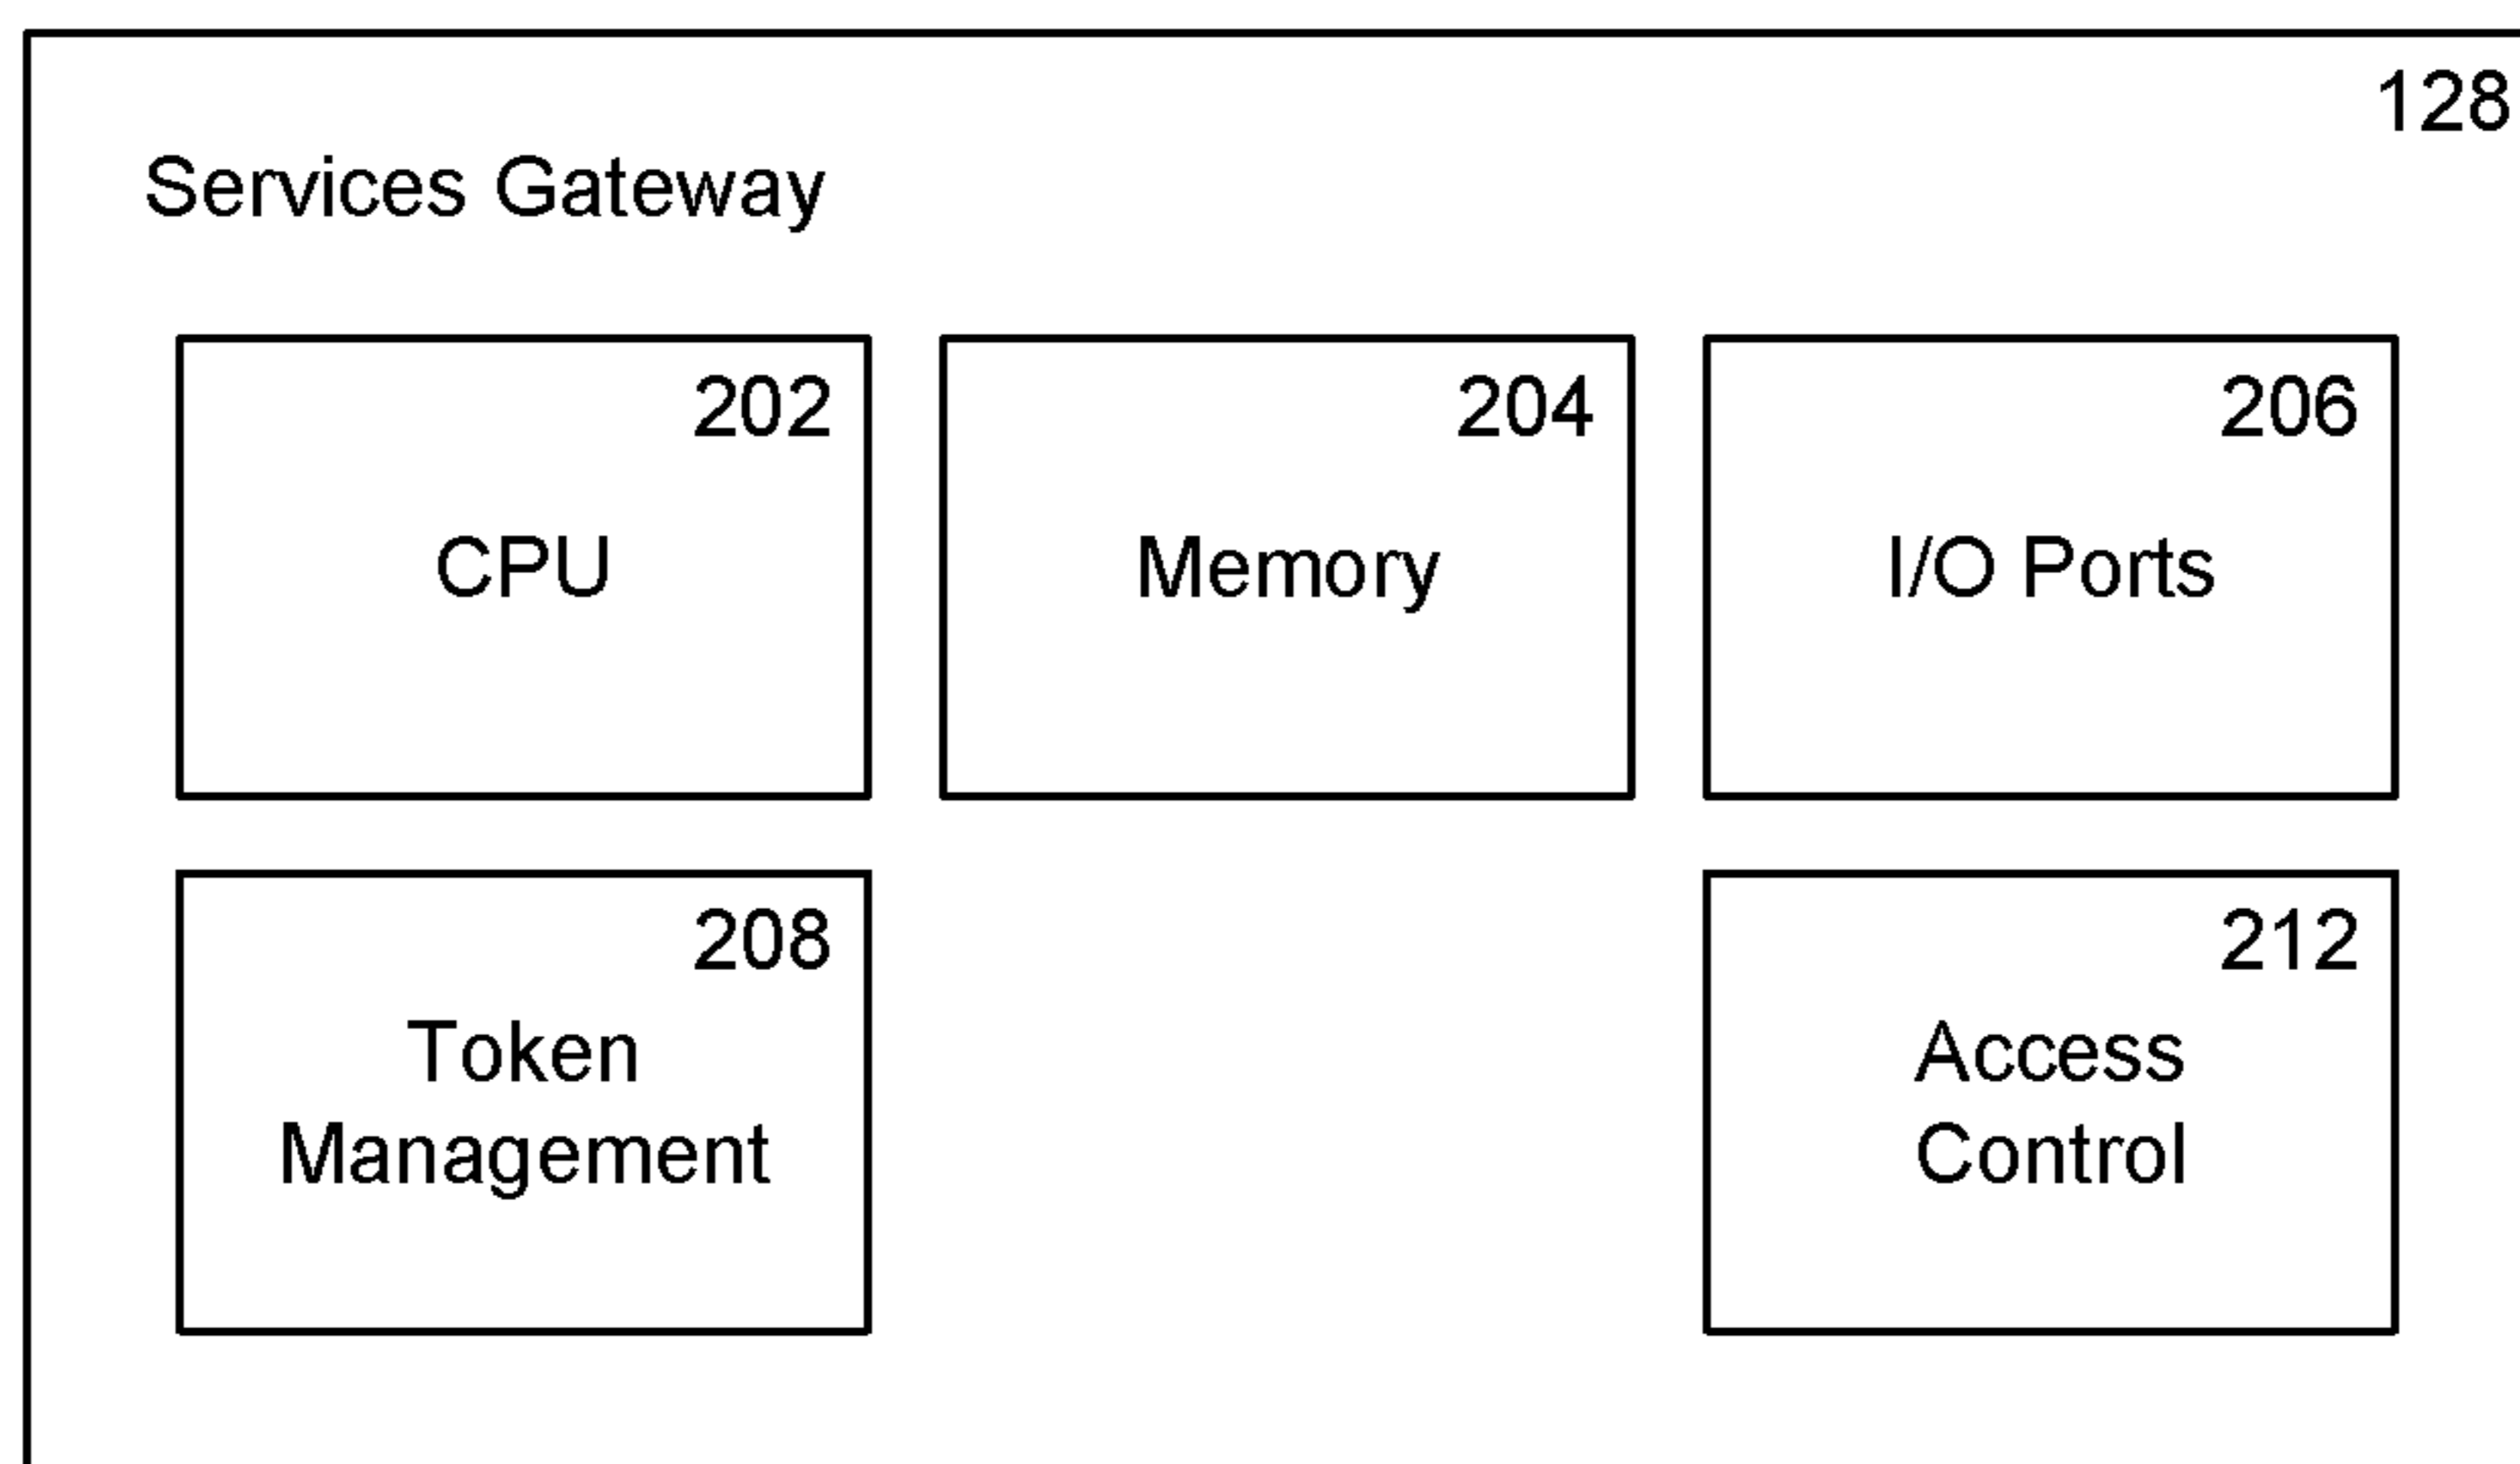 128
Services Gateway
202
CPU
204
Memory
206
I/O Ports
208
Token
Management
212
Access
Control